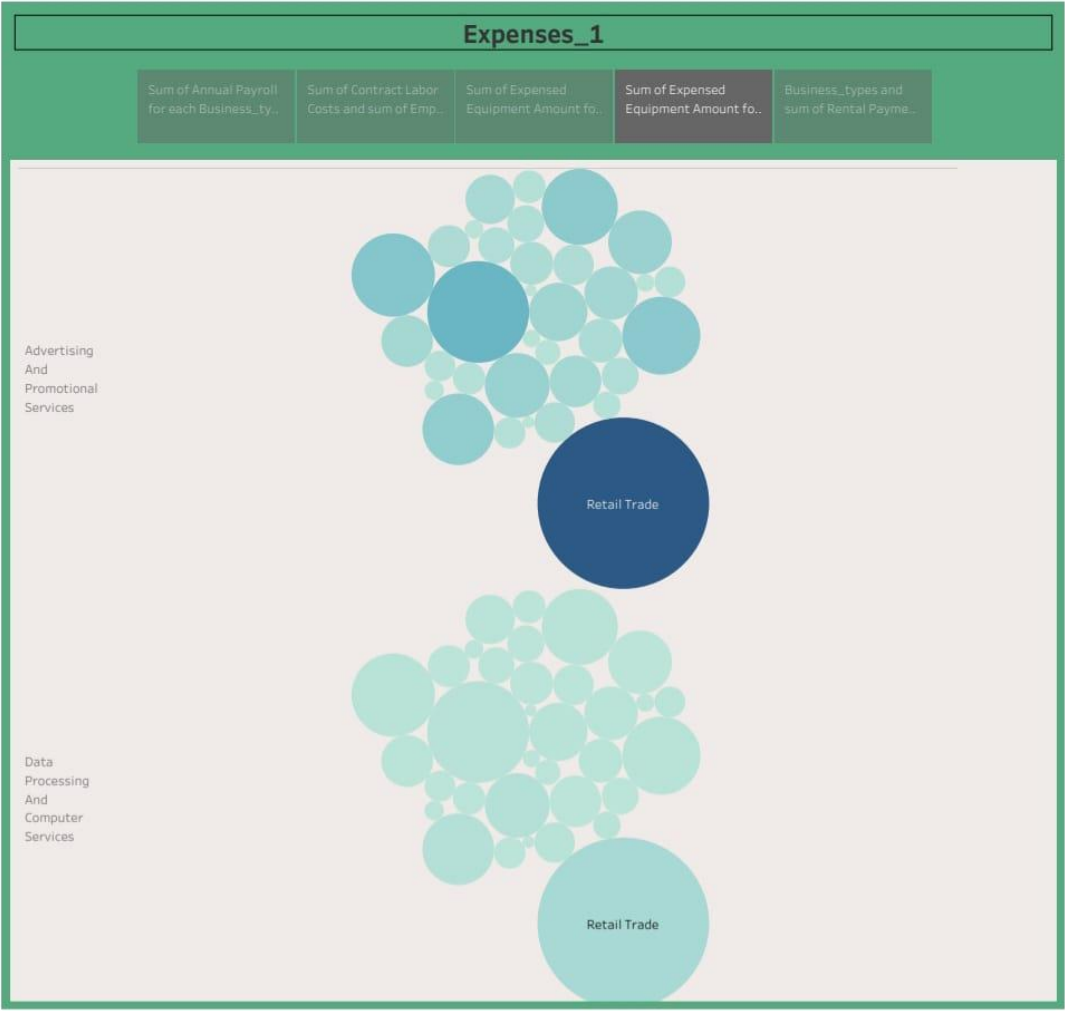 Expenses_1
Sum of Annual Payroll
for each Business_ty..
Sum of Contract Labor
Costs and sum of Emp..
Sum of Expensed
Equipment Amount fo..
Sum of Expensed
Equipment Amount fo..
Business_types and
sum of Rental Payme..
Advertising
And
Promotional
Services
Retail Trade
Data
Processing
And
Computer
Services
Retail Trade